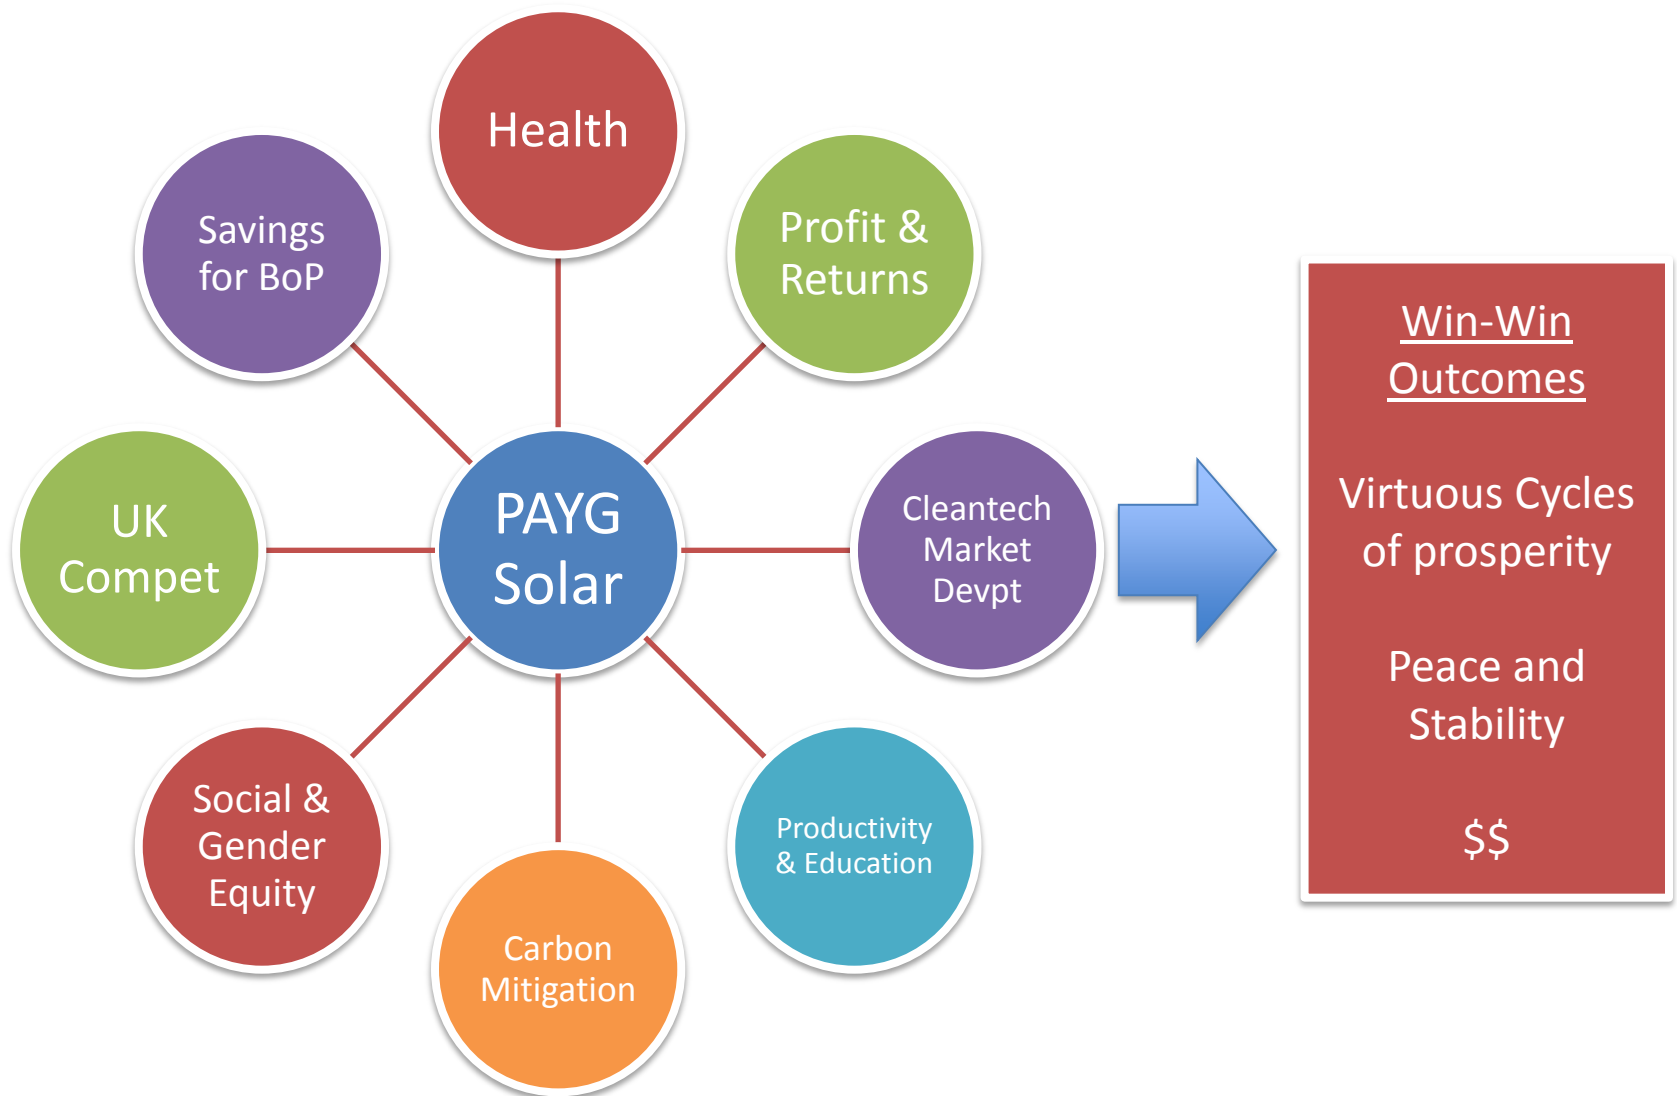 Health
Profit &
Returns
Cleantech
Market
Devpt
Productivity
& Education
Carbon
Mitigation
Social &
Gender
Equity
UK
Compet
Savings
for BoP
PAYG
Solar
Win-Win
Outcomes
Virtuous Cycles
of prosperity
Peace and
Stability
$$